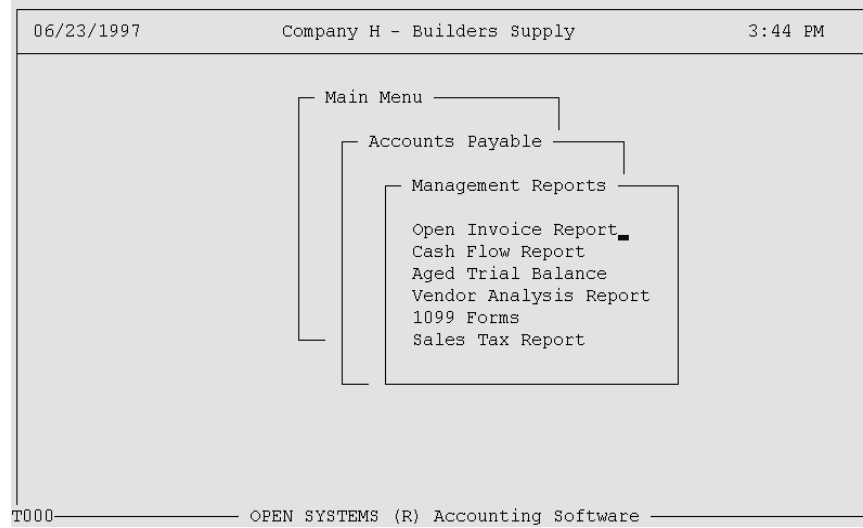 06/23/1997 Company H - Builders Supply 3:44 PM
Main Menu
Accounts Payable
Management Reports
Open Invoice Report
Cash Flow Report
Aged Trial Balance
Vendor Analysis Report
1099 Forms
Sales Tax Report
T000 OPEN SYSTEMS (R) Accounting Software